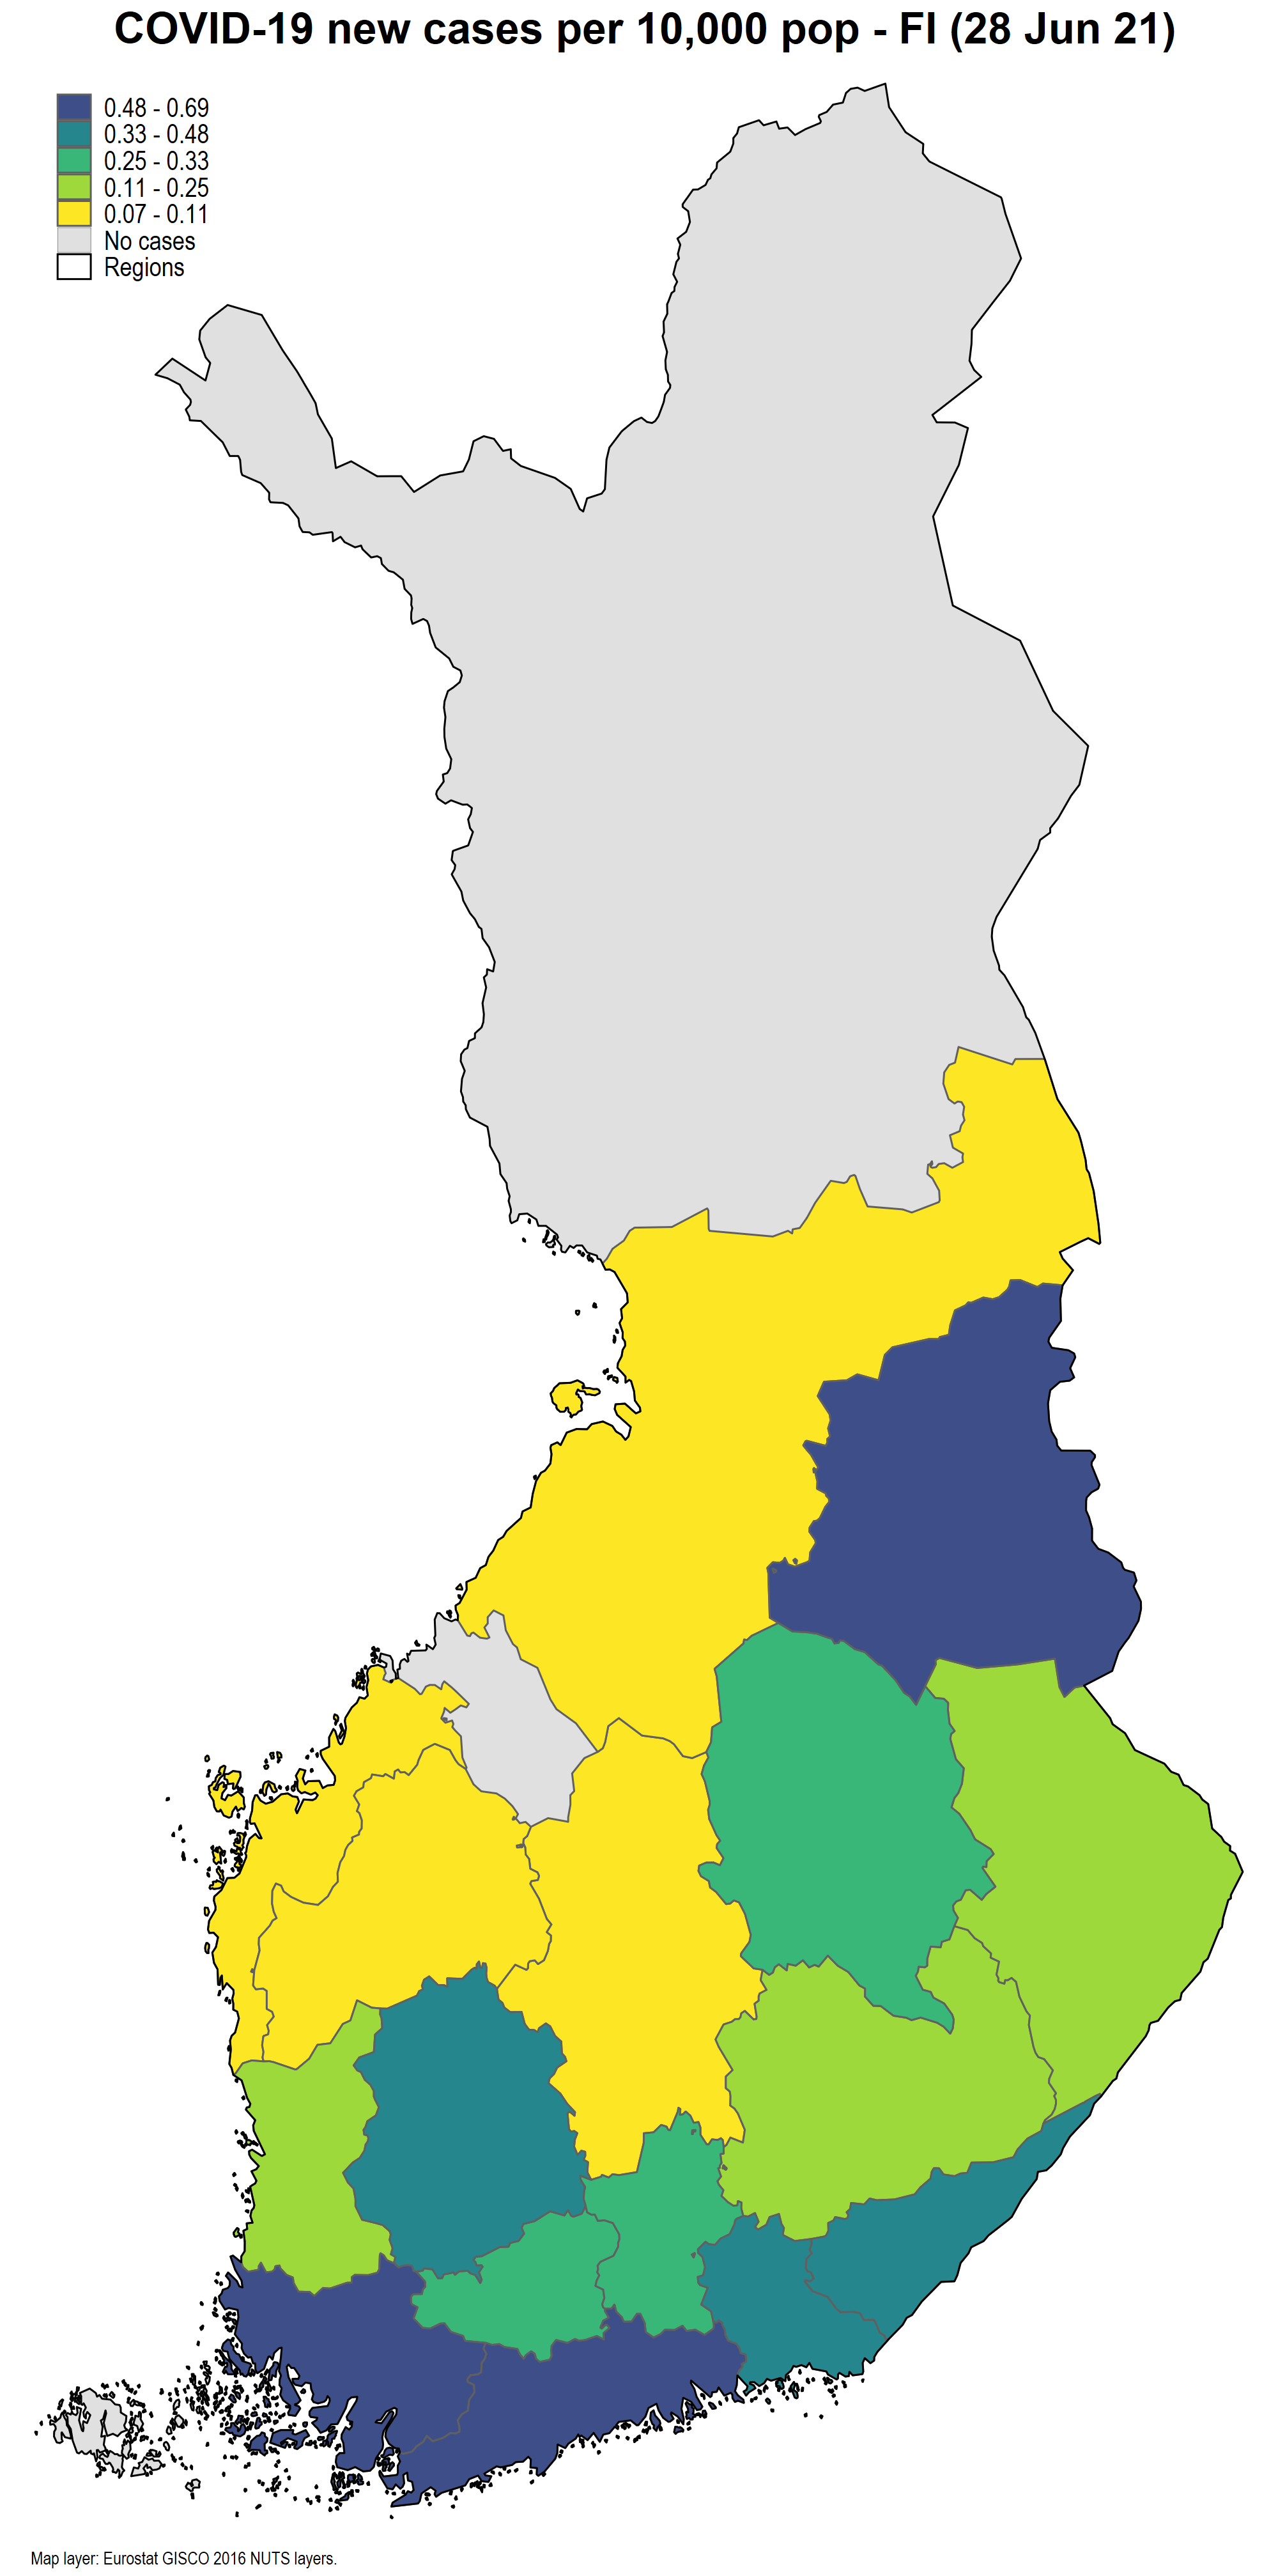 COVID-19 new cases per 10,000 pop - FI (28 Jun 21)
0.48 - 0.69
0.33 - 0.48
0.25 - 0.33
0.11 - 0.25
0.07 - 0.11
No cases
Regions
Map layer: Eurostat GISCO 2016 NUTS layers.